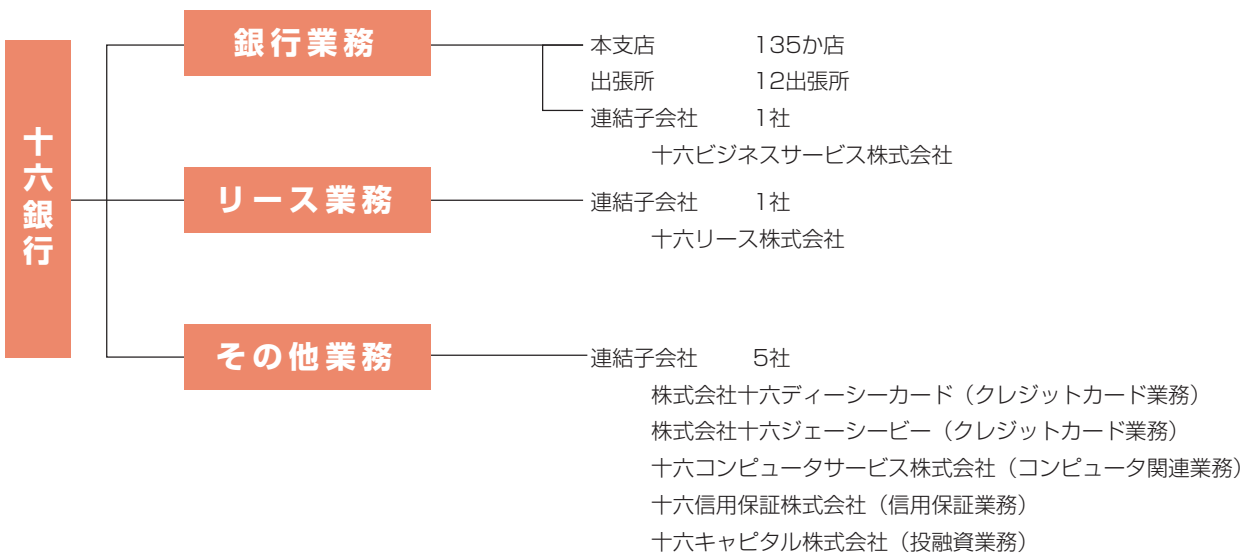 十六銀行
銀行業務
本支店 135か店
出張所 12出張所
連結子会社 1社
十六ビジネスサービス株式会社
リース業務
連結子会社 1社
十六リース株式会社
その他業務
連結子会社 5社
株式会社十六ディーシーカード（クレジットカード業務）
株式会社十六ジェーシービー（クレジットカード業務）
十六コンピュータサービス株式会社（コンピュータ関連業務）
十六信用保証株式会社（信用保証業務）
十六キャピタル株式会社（投融資業務）